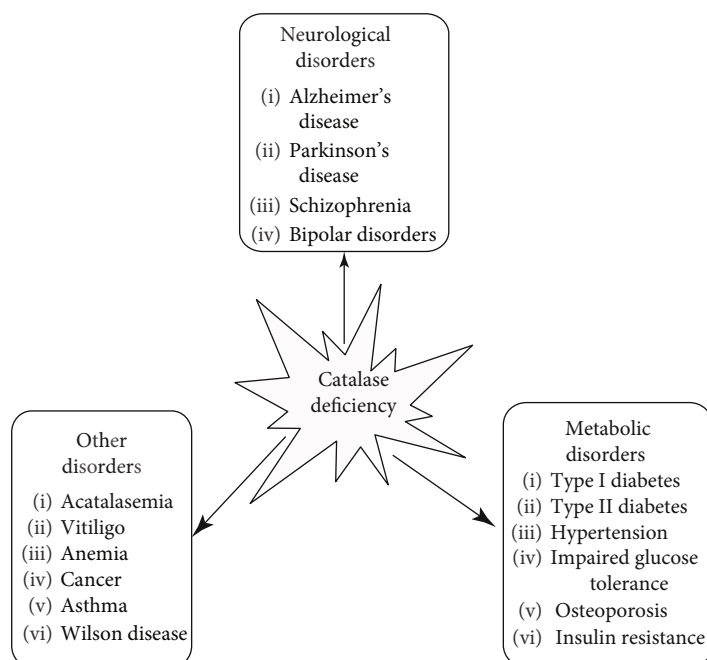 Neurological
disorders
(i) Alzheimer's
disease
(ii) Parkinson's
disease
(iii) Schizophrenia
(iv) Bipolar disorders
Catalase
deficiency
Other
disorders
(i) Acatalasemia
(ii) Vitiligo
(iii) Anemia
(iv) Cancer
(v) Asthma
(vi) Wilson disease
Metabolic
disorders
(i) Type I diabetes
(ii) Type II diabetes
(iii) Hypertension
(iv) Impaired glucose
tolerance
(v) Osteoporosis
(vi) Insulin resistance